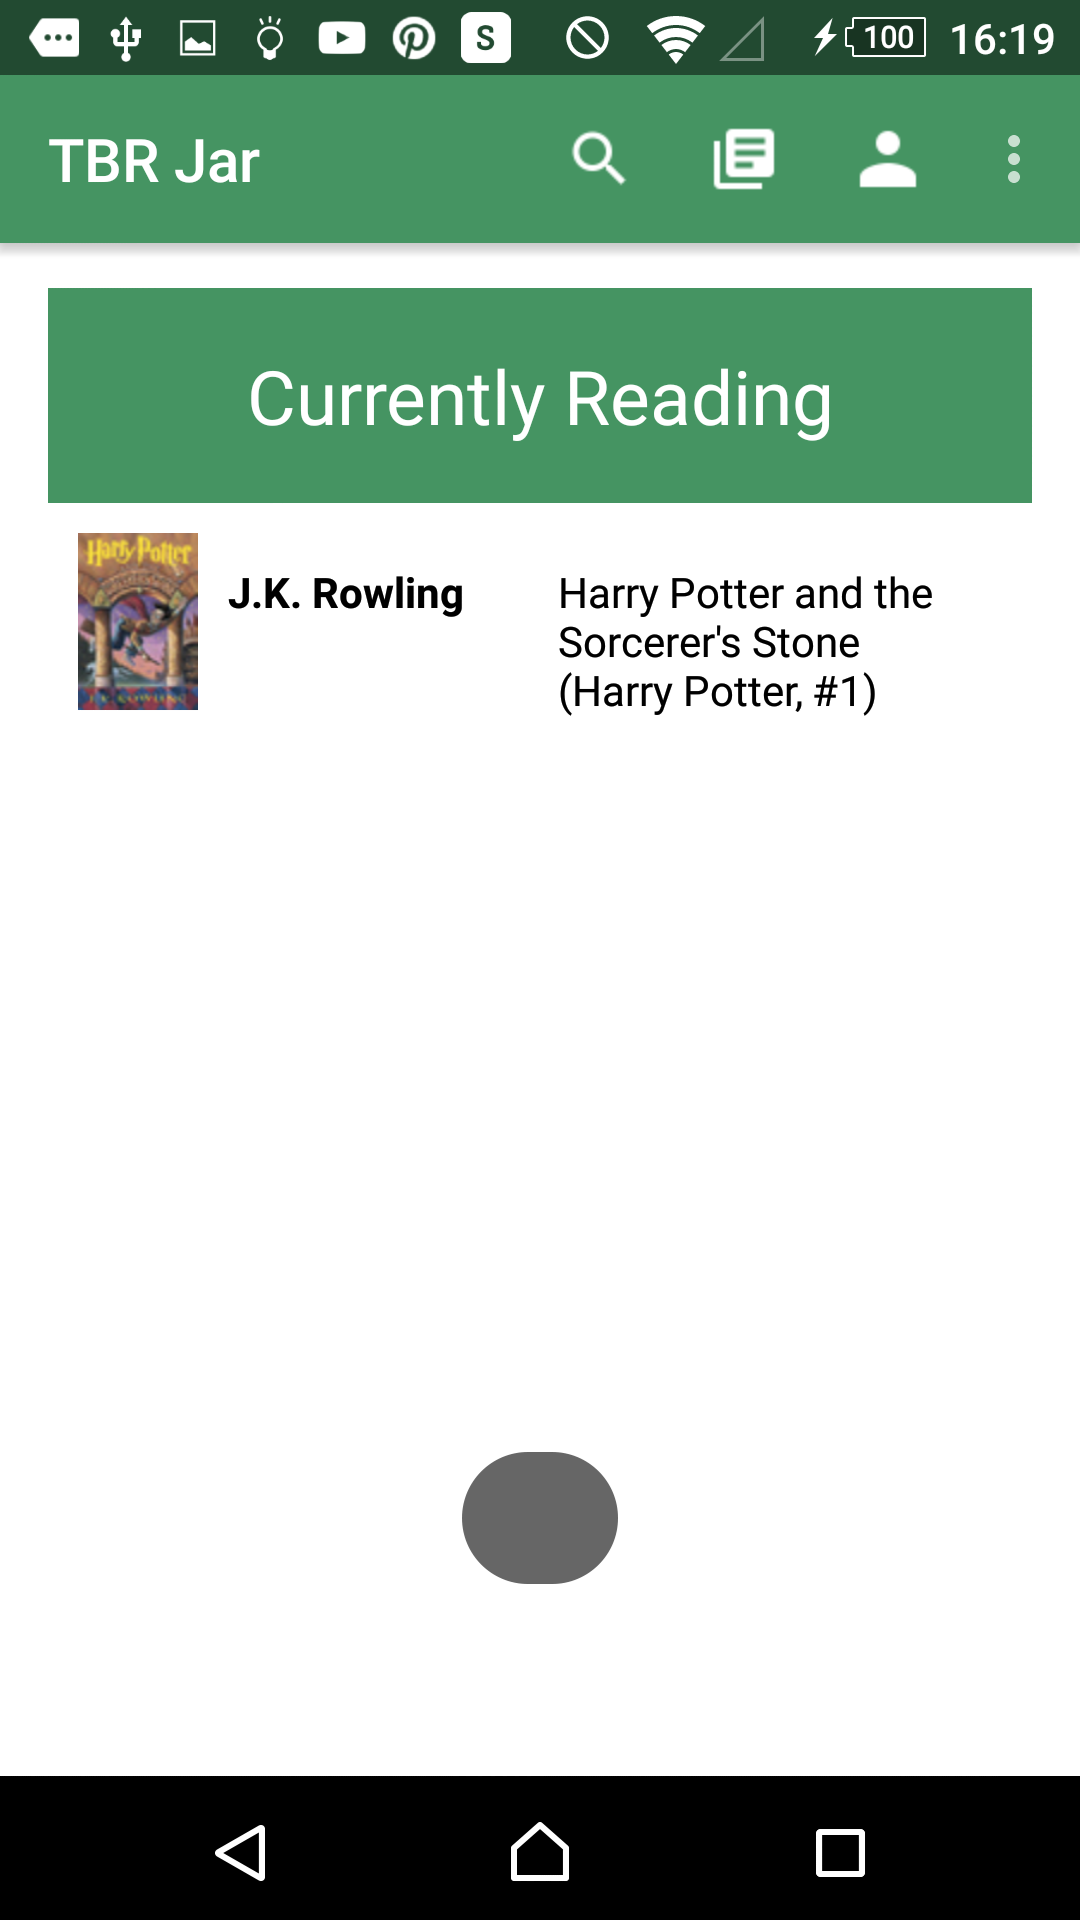 S 100 16:19
TBR Jar
Currently Reading
Harry Potter
J.K. Rowling
Harry Potter and the
Sorcerer's Stone
(Harry Potter, #1)